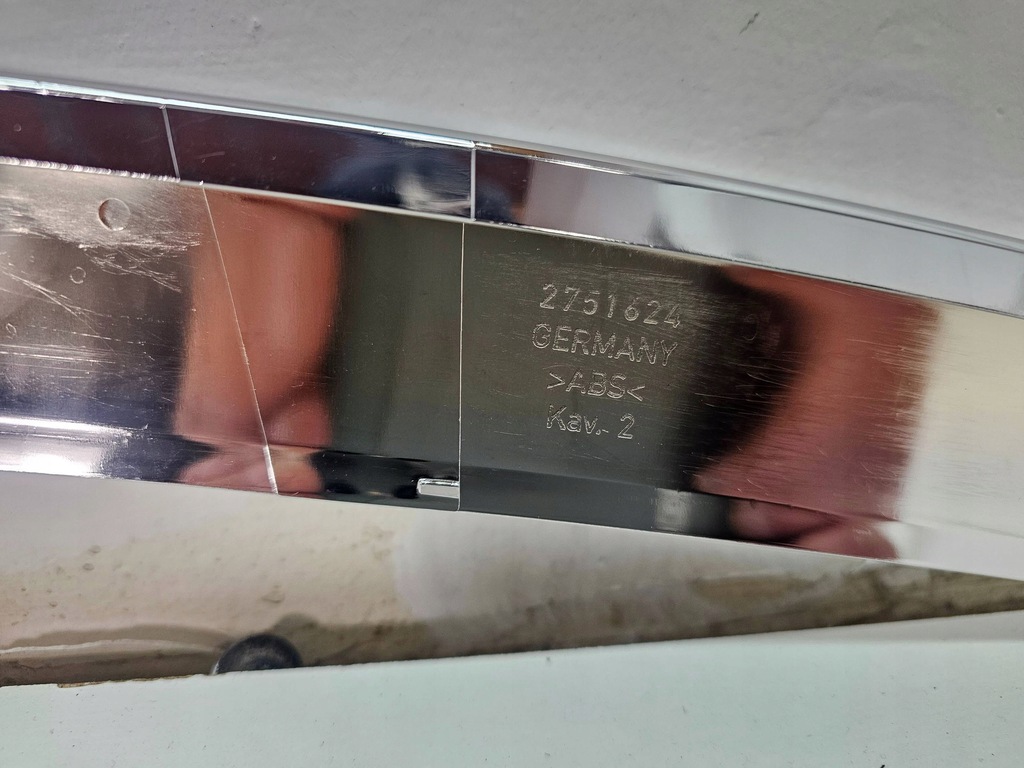 2751624
GERMANY
>ABS<
Kav.- 2